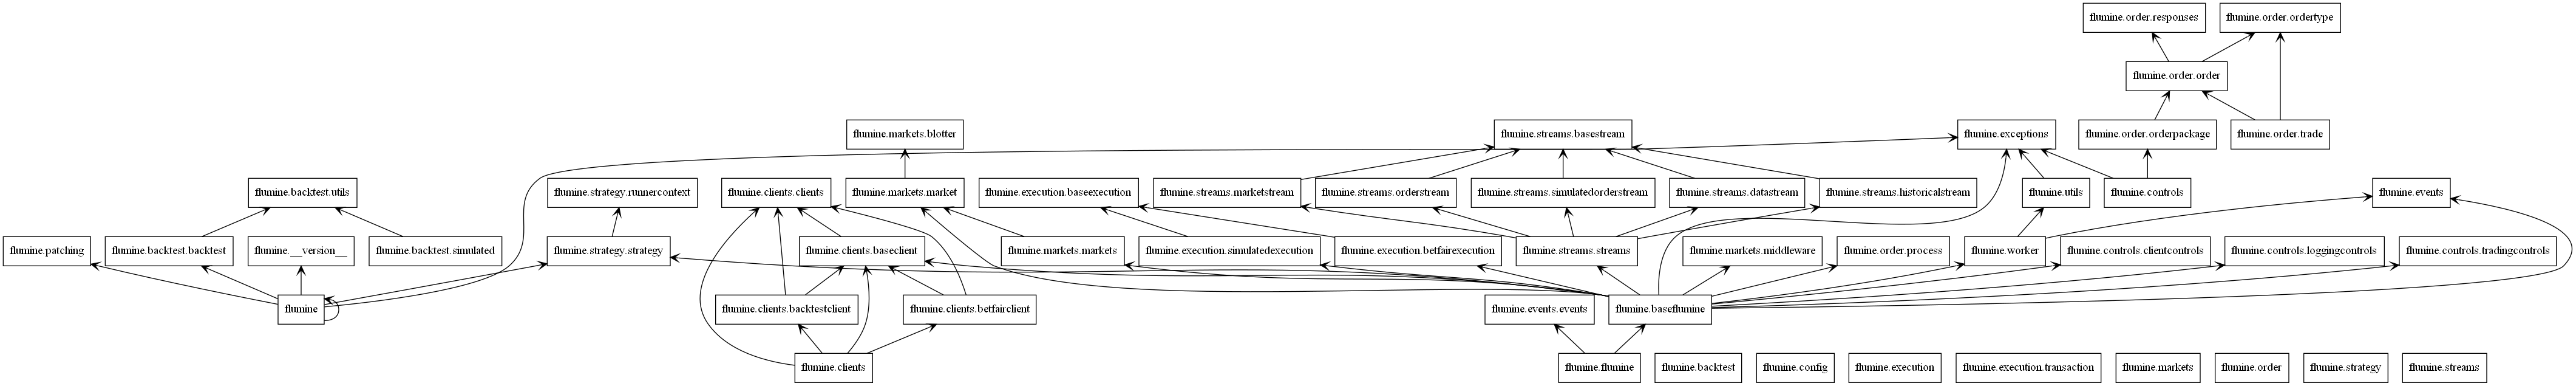 flumine.order.responses
flumine.order.ordertype
flumine.order.order
flumine.markets.blotter
flumine.streams.basestream
flumine.exceptions
flumine.order.orderpackage
flumine.order.trade
flumine.backtest.utils
flumine.strategy.runnercontext
flumine.clients.clients
flumine.markets.market
flumine.execution.baseexecution
flumine.streams.marketstream
flumine.streams.orderstream
flumine.streams.simulatedorderstream
flumine.streams.datastream
flumine.streams.historicalstream
flumine.utils
flumine.controls
flumine.events
flumine.patching
flumine.backtest.backtest
flumine.__version__
flumine.backtest.simulated
flumine.strategy.strategy
flumine.clients.baseclient
flumine.markets.markets
flumine.execution.simulatedexecution
flumine.execution.betfairexecution
flumine.streams.streams
flumine.markets.middleware
flumine.order.process
flumine.worker
flumine.controls.clientcontrols
flumine.controls.loggingcontrols
flumine.controls.tradingcontrols
flumine
flumine.clients.backtestclient
flumine.clients.betfairclient
flumine.events.events
flumine.baseflumine
flumine.clients
flumine.flumine
flumine.backtest
flumine.config
flumine.execution
flumine.execution.transaction
flumine.markets
flumine.order
flumine.strategy
flumine.streams